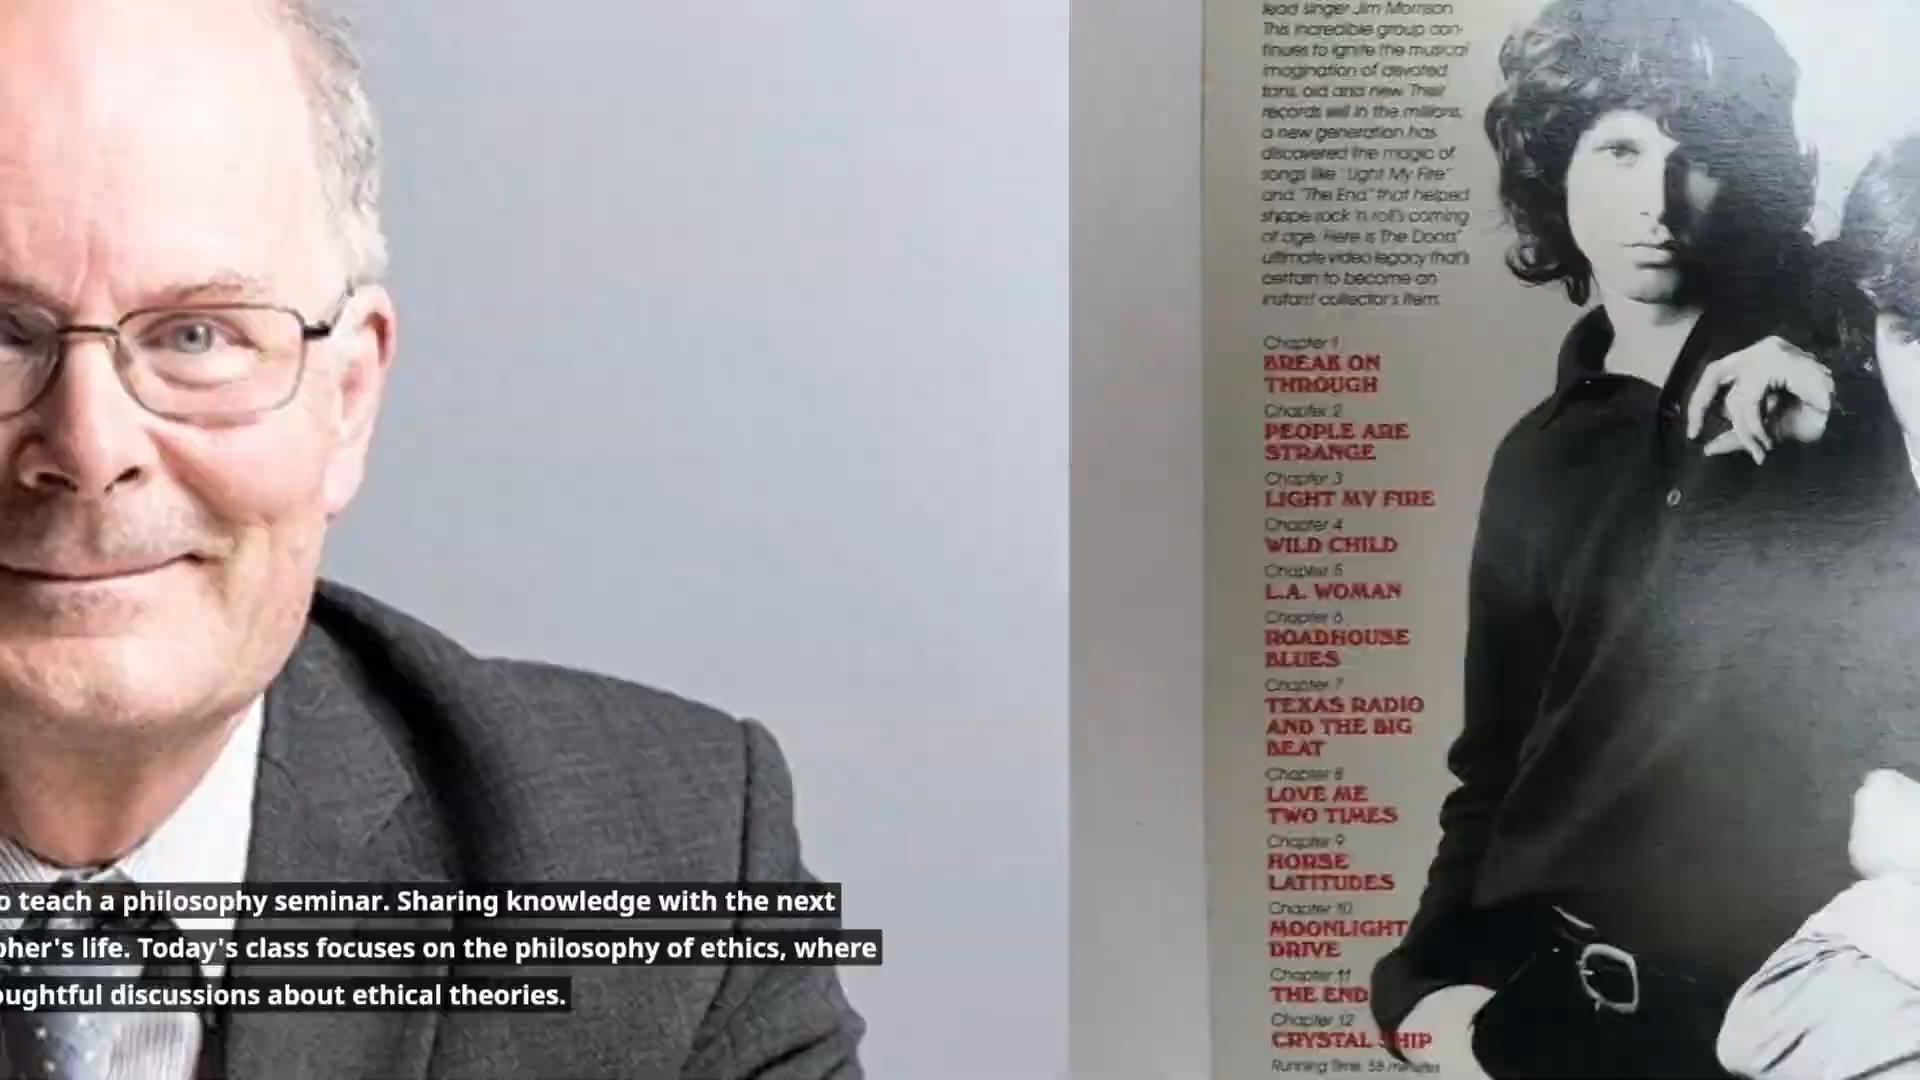 o teach a philosophy seminar. Sharing knowledge with the next
pher's life. Today's class focuses on the philosophy of ethics, where
oughtful discussions about ethical theories.
lead singer Jim Morrison.
This incredible group con-
tinues to ignite the musical
imagination of devoted
fans, old and new. Their
records sell in the millions;
a new generation has
discovered the magic of
songs like "Light My Fire"
and "The End" that helped
shape rock 'n roll's coming
of age. Here is The Doors'
ultimate video legacy that's
certain to become an
instant collector's item.
Chapter 1
BREAK ON
THROUGH
Chapter 2
PEOPLE ARE
STRANGE
Chapter 3
LIGHT MY FIRE
Chapter 4
WILD CHILD
Chapter 5
L.A. WOMAN
Chapter 6
ROADHOUSE
BLUES
Chapter 7
TEXAS RADIO
AND THE BIG
BEAT
Chapter 8
LOVE ME
TWO TIMES
Chapter 9
HORSE
LATITUDES
Chapter 10
MOONLIGHT
DRIVE
Chapter 11
THE END
Chapter 12
CRYSTAL SHIP
Running Time: 58 minutes